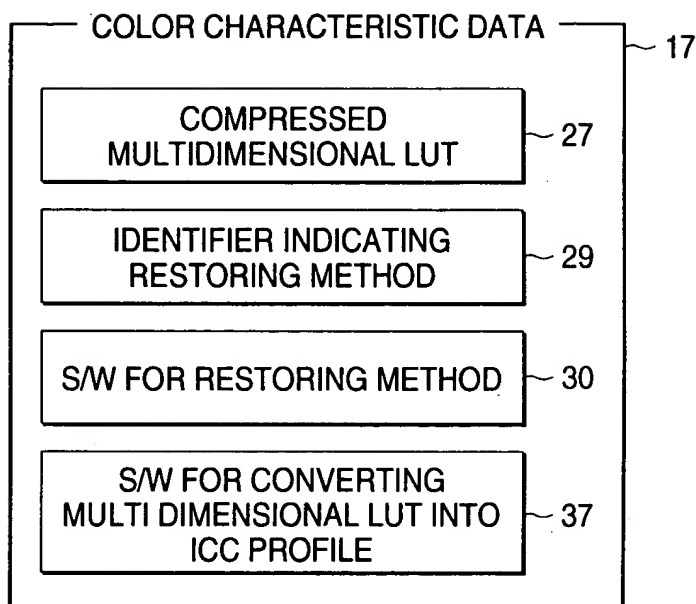 COLOR CHARACTERISTIC DATA
17
COMPRESSED
MULTIDIMENSIONAL LUT
27
IDENTIFIER INDICATING
RESTORING METHOD
29
S/W FOR RESTORING METHOD
30
S/W FOR CONVERTING
MULTI DIMENSIONAL LUT INTO
ICC PROFILE
37